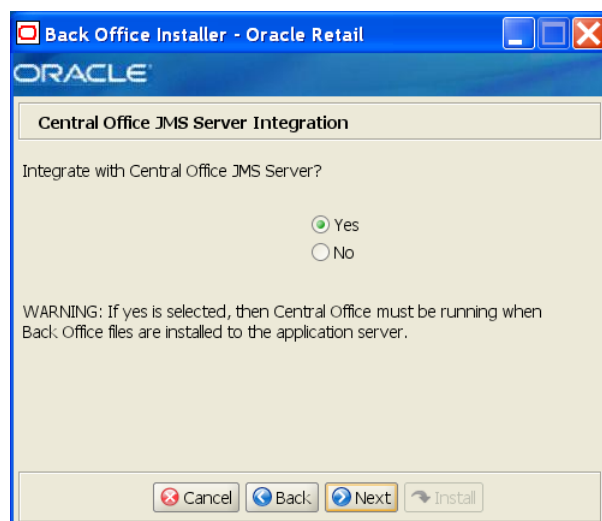 Back Office Installer - Oracle Retail
ORACLE
Central Office JMS Server Integration
Integrate with Central Office JMS Server?
Yes
No
WARNING: If yes is selected, then Central Office must be running when
Back Office files are installed to the application server.
Cancel Back Next Install